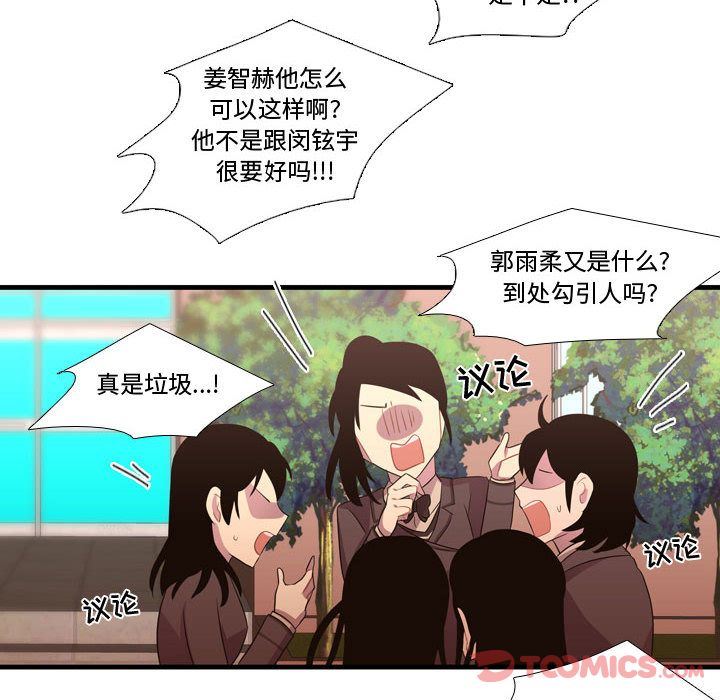 姜智赫他怎么
可以这样啊?
他不是跟闵铉宇
很要好吗!!!
郭雨柔又是什么?
到处勾引人吗?
真是垃圾...!
议论
议论
议论
TOOMICS.COM